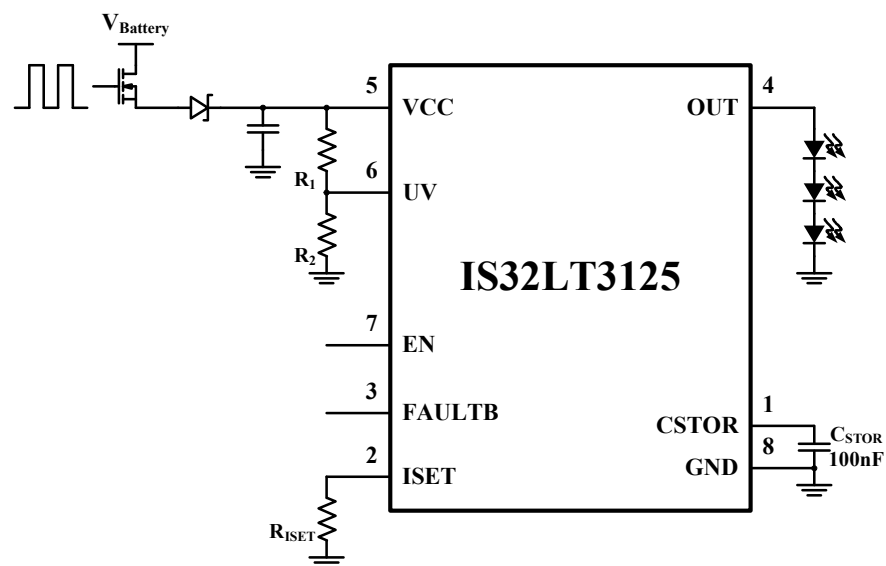 VBattery
5
VCC
4
OUT
R1
6
UV
R2
IS32LT3125
7
EN
3
FAULTB
1
CSTOR
CSTOR
100nF
2
ISET
8
GND
RISET